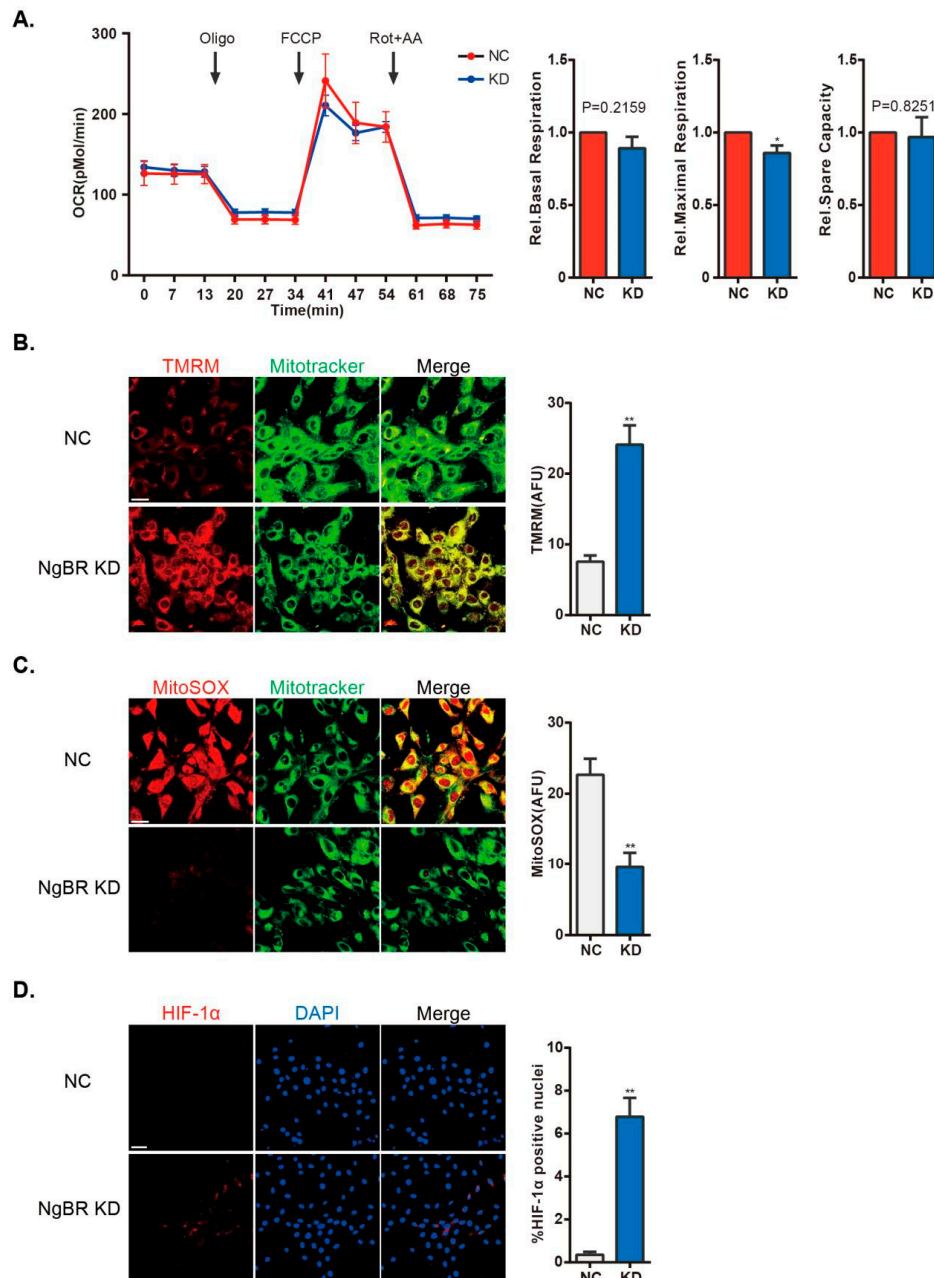 A.
300
200
100
0
OCR(pMol/min)
Oligo
FCCP
Rot+AA
NC
KD
0 7 13 20 27 34 41 47 54 61 68 75
Time(min)
Rel.Basal Respiration
1.5
1.0
0.5
0
P=0.2159
NC KD
Rel.Maximal Respiration
1.5
1.0
0.5
0
*
NC KD
Rel.Spare Capacity
1.5
1.0
0.5
0
P=0.8251
NC KD
B.
TMRM Mitotracker Merge
NC
NgBR KD
TMRM(AFU)
30
20
10
0
**
NC KD
C.
MitoSOX Mitotracker Merge
NC
NgBR KD
MitoSOX(AFU)
30
20
10
0
**
NC KD
D.
HIF-1α DAPI Merge
NC
NgBR KD
%HIF-1α positive nuclei
10
8
6
4
2
0
**
NC KD